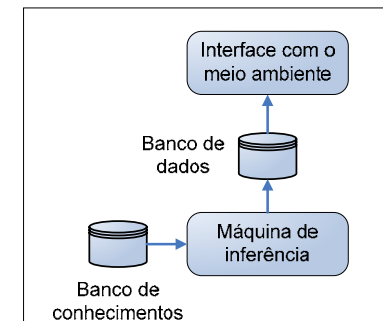 Interface com o
meio ambiente
Banco de
dados
Máquina de
inferência
Banco de
conhecimentos